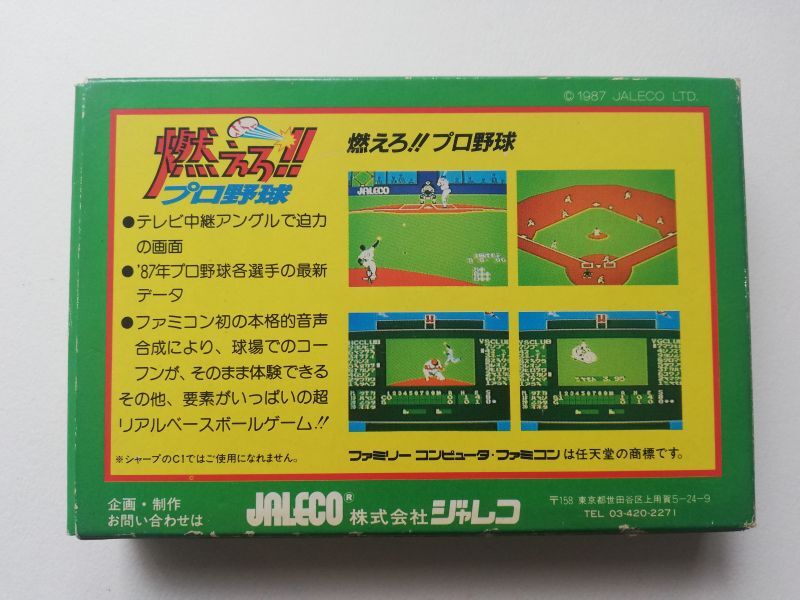 ©1987 JALECO LTD.
燃えろ!!
プロ野球
燃えろ!! プロ野球
●テレビ中継アングルで迫力
の画面
●'87年プロ野球各選手の最新
データ
●ファミコン初の本格的音声
合成により、球場でのコー
フンが、そのまま体験できる
その他、要素がいっぱいの超
リアルベースボールゲーム!!
※シャープのC1ではご使用になれません。
JALECO
ファミリー コンピュータ・ファミコン は任天堂の商標です。
企画・制作
お問い合わせは
JALECO® 株式会社 ジャレコ
〒158 東京都世田谷区上用賀5-24-9
TEL 03-420-2271